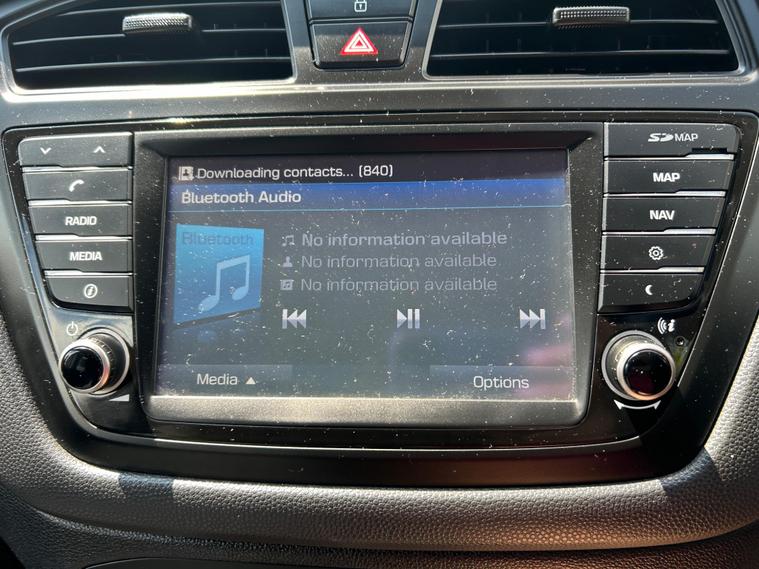 SD MAP
Downloading contacts... (840)
MAP
Bluetooth Audio
RADIO
NAV
Bluetooth
No information available
MEDIA
No information available
No information available
Media
Options